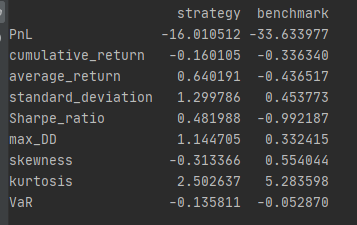 strategy benchmark
PnL -16.010512 -33.633977
cumulative_return -0.160105 -0.336340
average_return 0.640191 -0.436517
standard_deviation 1.299786 0.453773
Sharpe_ratio 0.481988 -0.992187
max_DD 1.144705 0.332415
skewness -0.313366 0.554044
kurtosis 2.502637 5.283598
VaR -0.135811 -0.052870